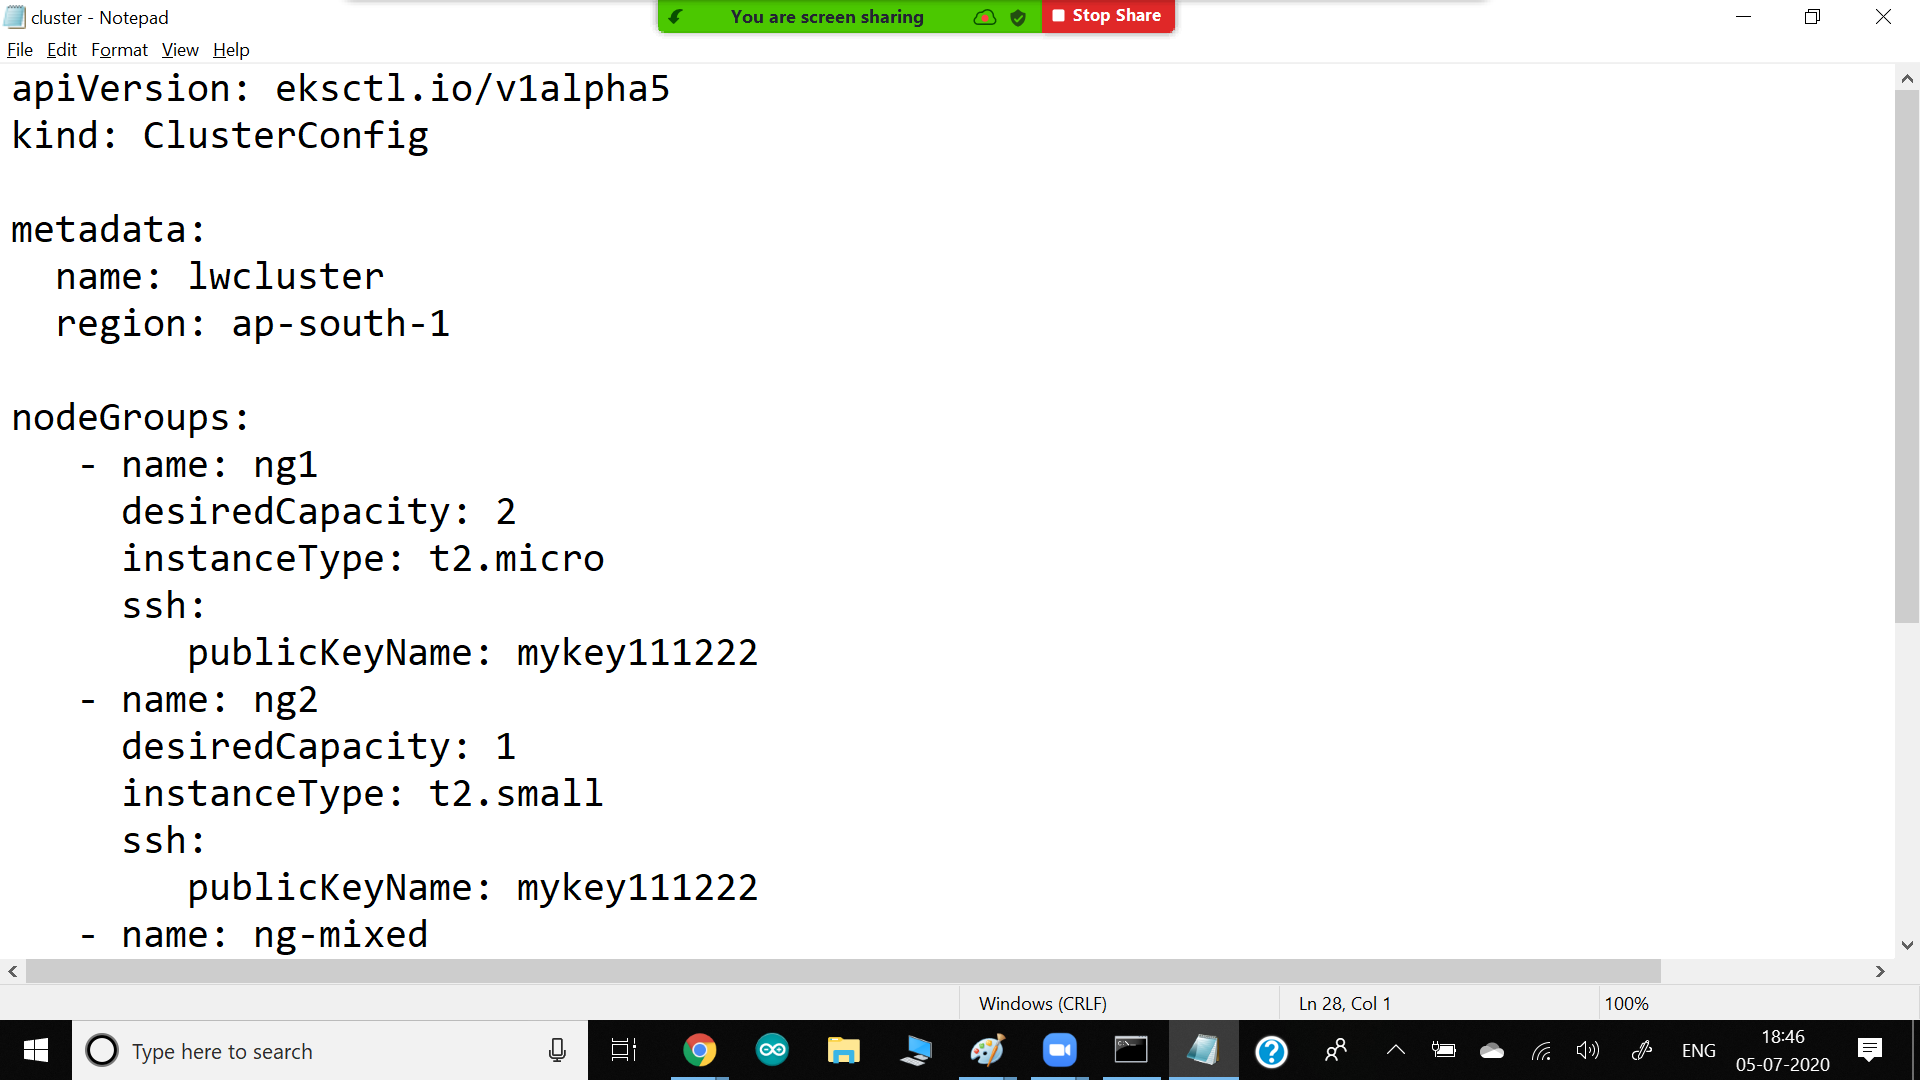 cluster - Notepad
You are screen sharing
Stop Share
File Edit Format View Help
apiVersion: eksctl.io/v1alpha5
kind: ClusterConfig

metadata:
  name: lwcluster
  region: ap-south-1

nodeGroups:
   - name: ng1
     desiredCapacity: 2
     instanceType: t2.micro
     ssh:
        publicKeyName: mykey111222
   - name: ng2
     desiredCapacity: 1
     instanceType: t2.small
     ssh:
        publicKeyName: mykey111222
   - name: ng-mixed
Windows (CRLF)
Ln 28, Col 1
100%
Type here to search
ENG
18:46
05-07-2020